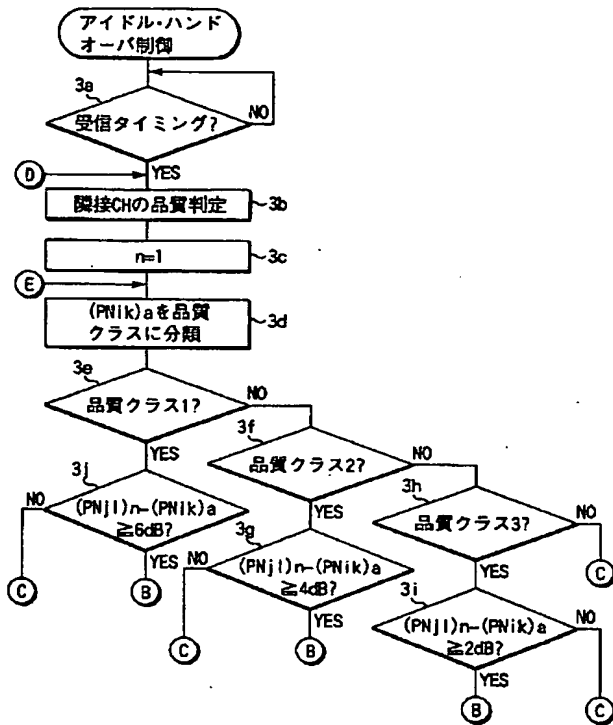 アイドル・ハンド
オーバ制御
3a
受信タイミング?
NO
YES
D
隣接CHの品質判定
3b
n=1
3c
E
(PNik)aを品質
クラスに分類
3d
3e
品質クラス1?
NO
YES
3f
品質クラス2?
NO
YES
3h
品質クラス3?
NO
YES
C
3j
(PNjl)n-(PNik)a
≧6dB?
NO
YES
C
B
3g
(PNjl)n-(PNik)a
≧4dB?
NO
YES
C
B
3i
(PNjl)n-(PNik)a
≧2dB?
NO
YES
B
C